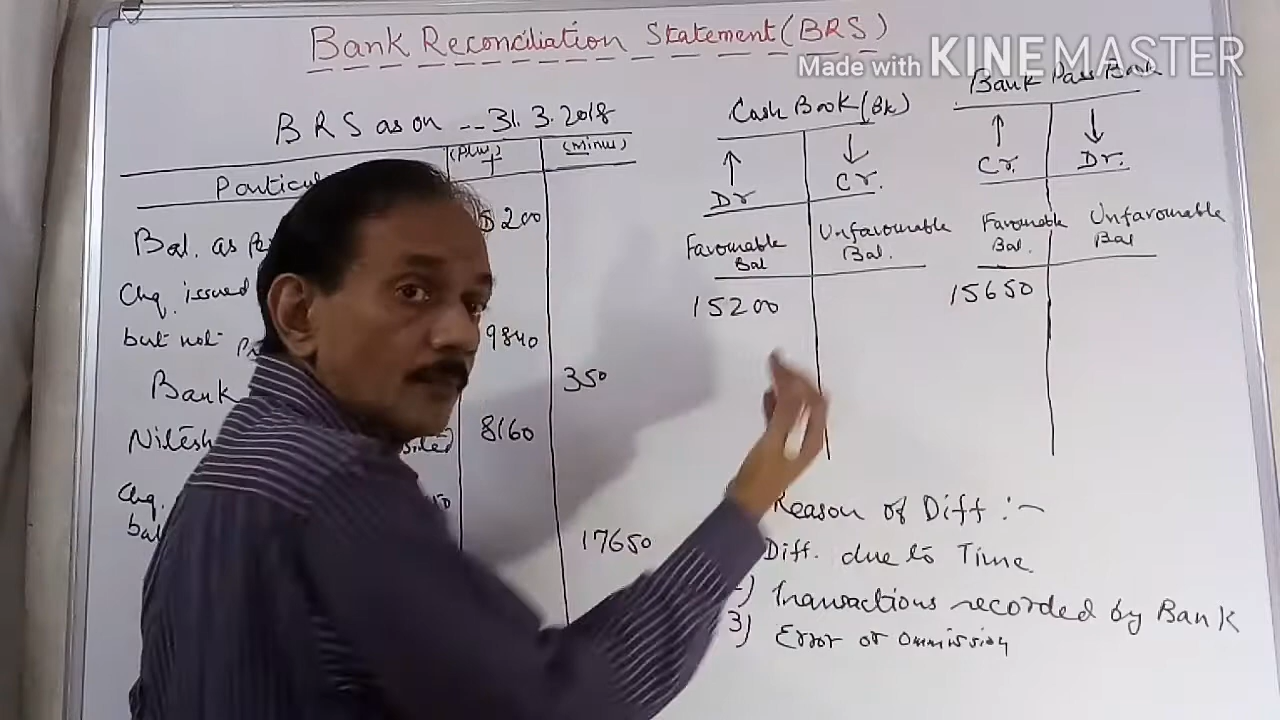 Bank Reconciliation Statement (BRS)
Made with KINEMASTER
BRS as on -- 31.3.2018
(Plus) + (Minus)
200
Bal. as
Chq. issued
but not 9840
Bank 350
Nitesh 8160
Chq.
17650
Cash Book (BK)
Dr Cr.
Favourable Bal Unfavourable Bal.
15200
Bank Pass Book
Cr. Dr.
Favourable Bal. Unfavourable Bal
15650
Reason of Diff :-
Diff. due to Time
Transactions recorded by Bank
3) Error or Ommission